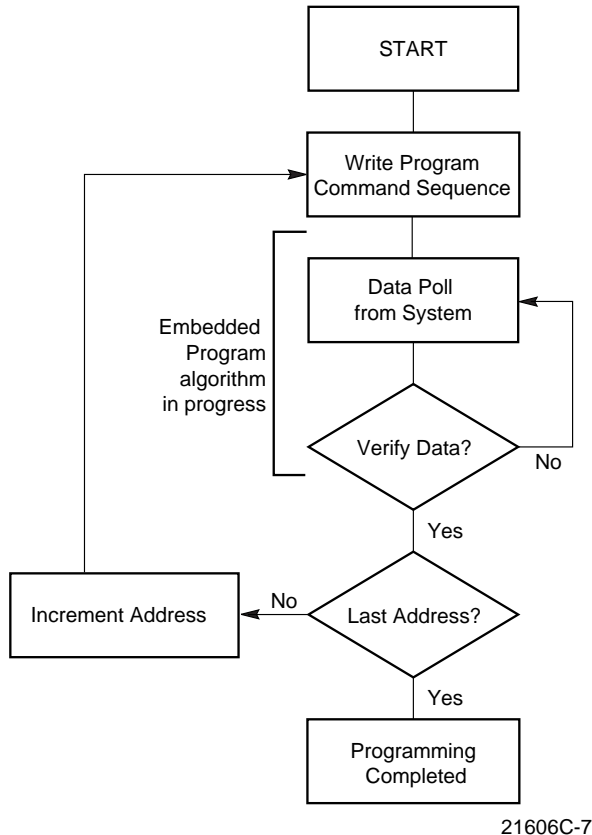 START
Write Program
Command Sequence
Data Poll
from System
Embedded
Program
algorithm
in progress
Verify Data?
No
Yes
Increment Address
No
Last Address?
Yes
Programming
Completed
21606C-7